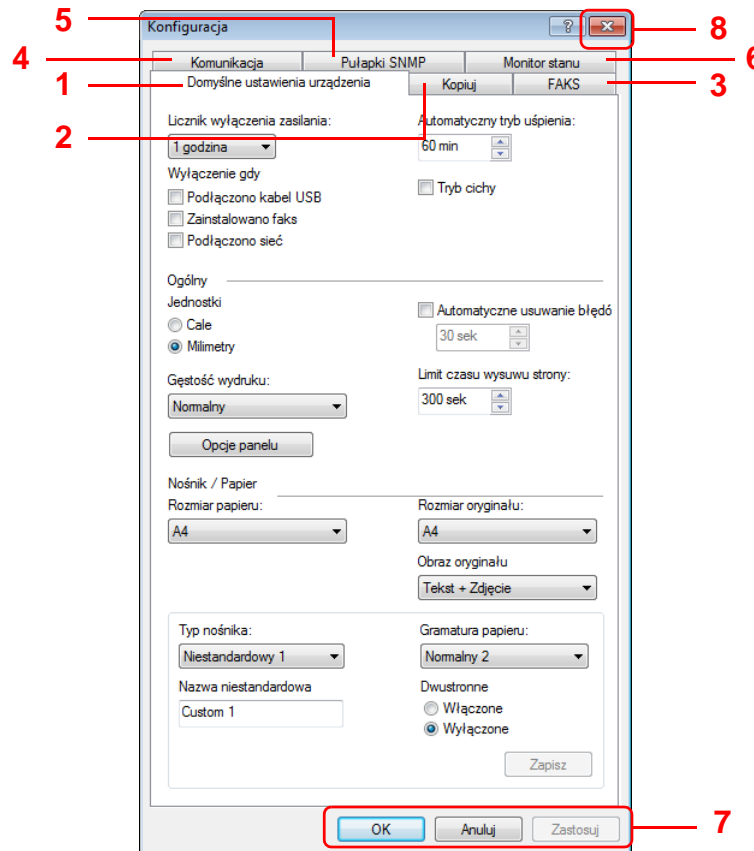 5
Konfiguracja
8
4
Komunikacja
Pułapki SNMP
Monitor stanu
6
1
Domyślne ustawienia urządzenia
Kopiuj
FAKS
3
2
Licznik wyłączenia zasilania:
Automatyczny tryb uśpienia:
1 godzina
60 min
Wyłączenie gdy
Podłączono kabel USB
Tryb cichy
Zainstalowano faks
Podłączono sieć
Ogólny
Jednostki
Automatyczne usuwanie błędó
Cale
30 sek
Milimetry
Gęstość wydruku:
Limit czasu wysuwu strony:
Normalny
300 sek
Opcje panelu
Nośnik / Papier
Rozmiar papieru:
Rozmiar oryginału:
A4
A4
Obraz oryginału
Tekst + Zdjęcie
Typ nośnika:
Gramatura papieru:
Niestandardowy 1
Normalny 2
Nazwa niestandardowa
Dwustronne
Custom 1
Włączone
Wyłączone
Zapisz
OK
Anuluj
Zastosuj
7